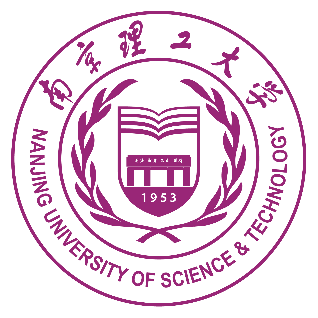 南京理工大学
1953
NANJING UNIVERSITY OF SCIENCE & TECHNOLOGY